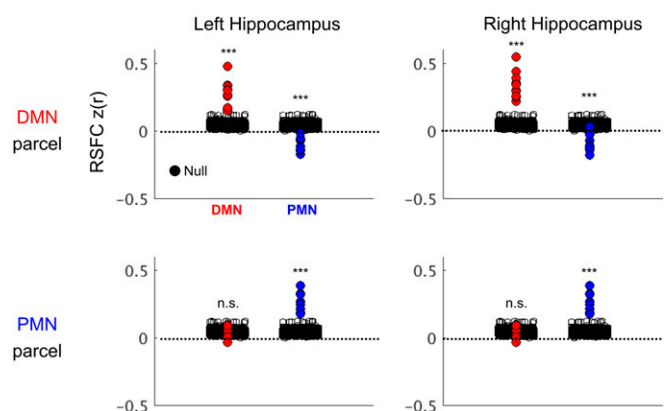 Left Hippocampus
Right Hippocampus
DMN
parcel
RSFC z(r)
0.5
0
−0.5
***
***
Null
DMN
PMN
0.5
0
−0.5
***
***
PMN
parcel
0.5
0
−0.5
n.s.
***
0.5
0
−0.5
n.s.
***